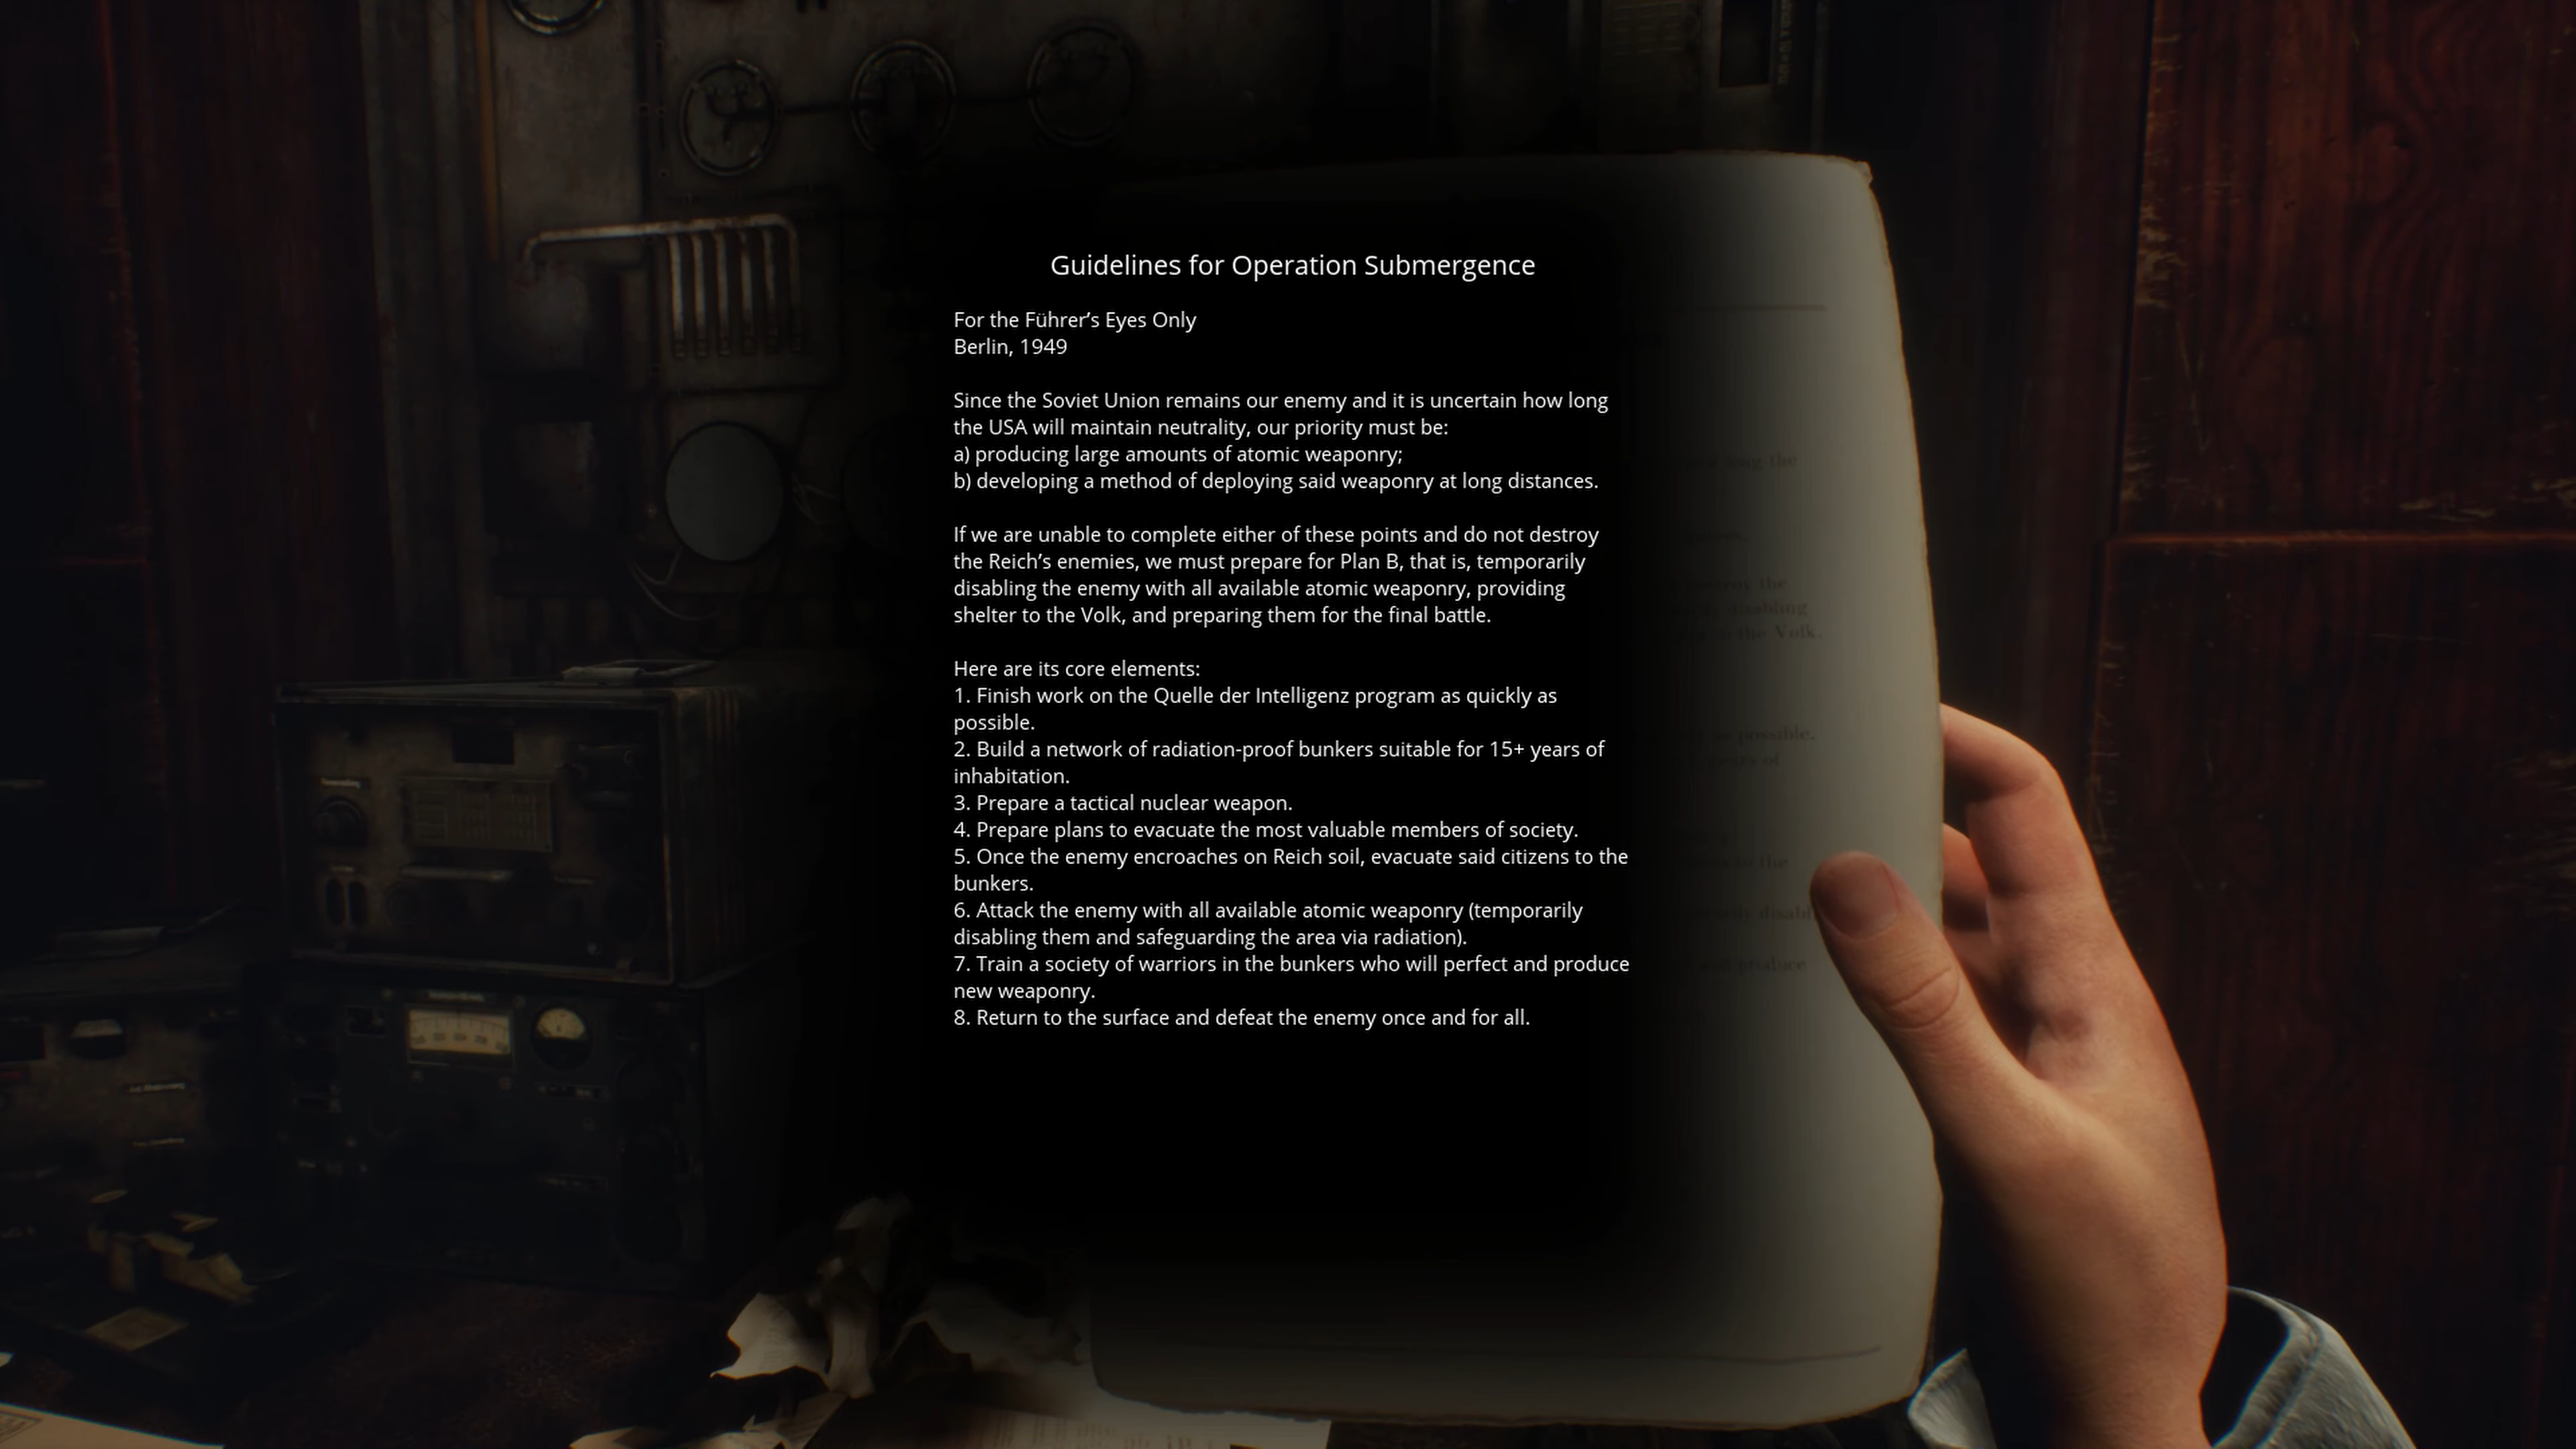 Guidelines for Operation Submergence
For the Führer’s Eyes Only
Berlin, 1949
Since the Soviet Union remains our enemy and it is uncertain how long
the USA will maintain neutrality, our priority must be:
a) producing large amounts of atomic weaponry;
b) developing a method of deploying said weaponry at long distances.
If we are unable to complete either of these points and do not destroy
the Reich’s enemies, we must prepare for Plan B, that is, temporarily
disabling the enemy with all available atomic weaponry, providing
shelter to the Volk, and preparing them for the final battle.
Here are its core elements:
1. Finish work on the Quelle der Intelligenz program as quickly as
possible.
2. Build a network of radiation-proof bunkers suitable for 15+ years of
inhabitation.
3. Prepare a tactical nuclear weapon.
4. Prepare plans to evacuate the most valuable members of society.
5. Once the enemy encroaches on Reich soil, evacuate said citizens to the
bunkers.
6. Attack the enemy with all available atomic weaponry (temporarily
disabling them and safeguarding the area via radiation).
7. Train a society of warriors in the bunkers who will perfect and produce
new weaponry.
8. Return to the surface and defeat the enemy once and for all.